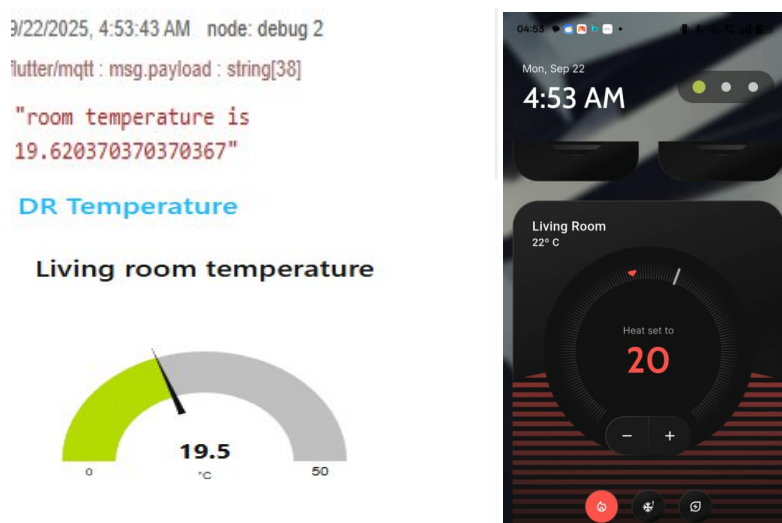 9/22/2025, 4:53:43 AM node: debug 2
flutter/mqtt : msg.payload : string[38]
"room temperature is
19.620370370370367"
DR Temperature
Living room temperature
19.5
0
°C
50
04:53
Mon, Sep 22
4:53 AM
Living Room
22° C
Heat set to
20
− +